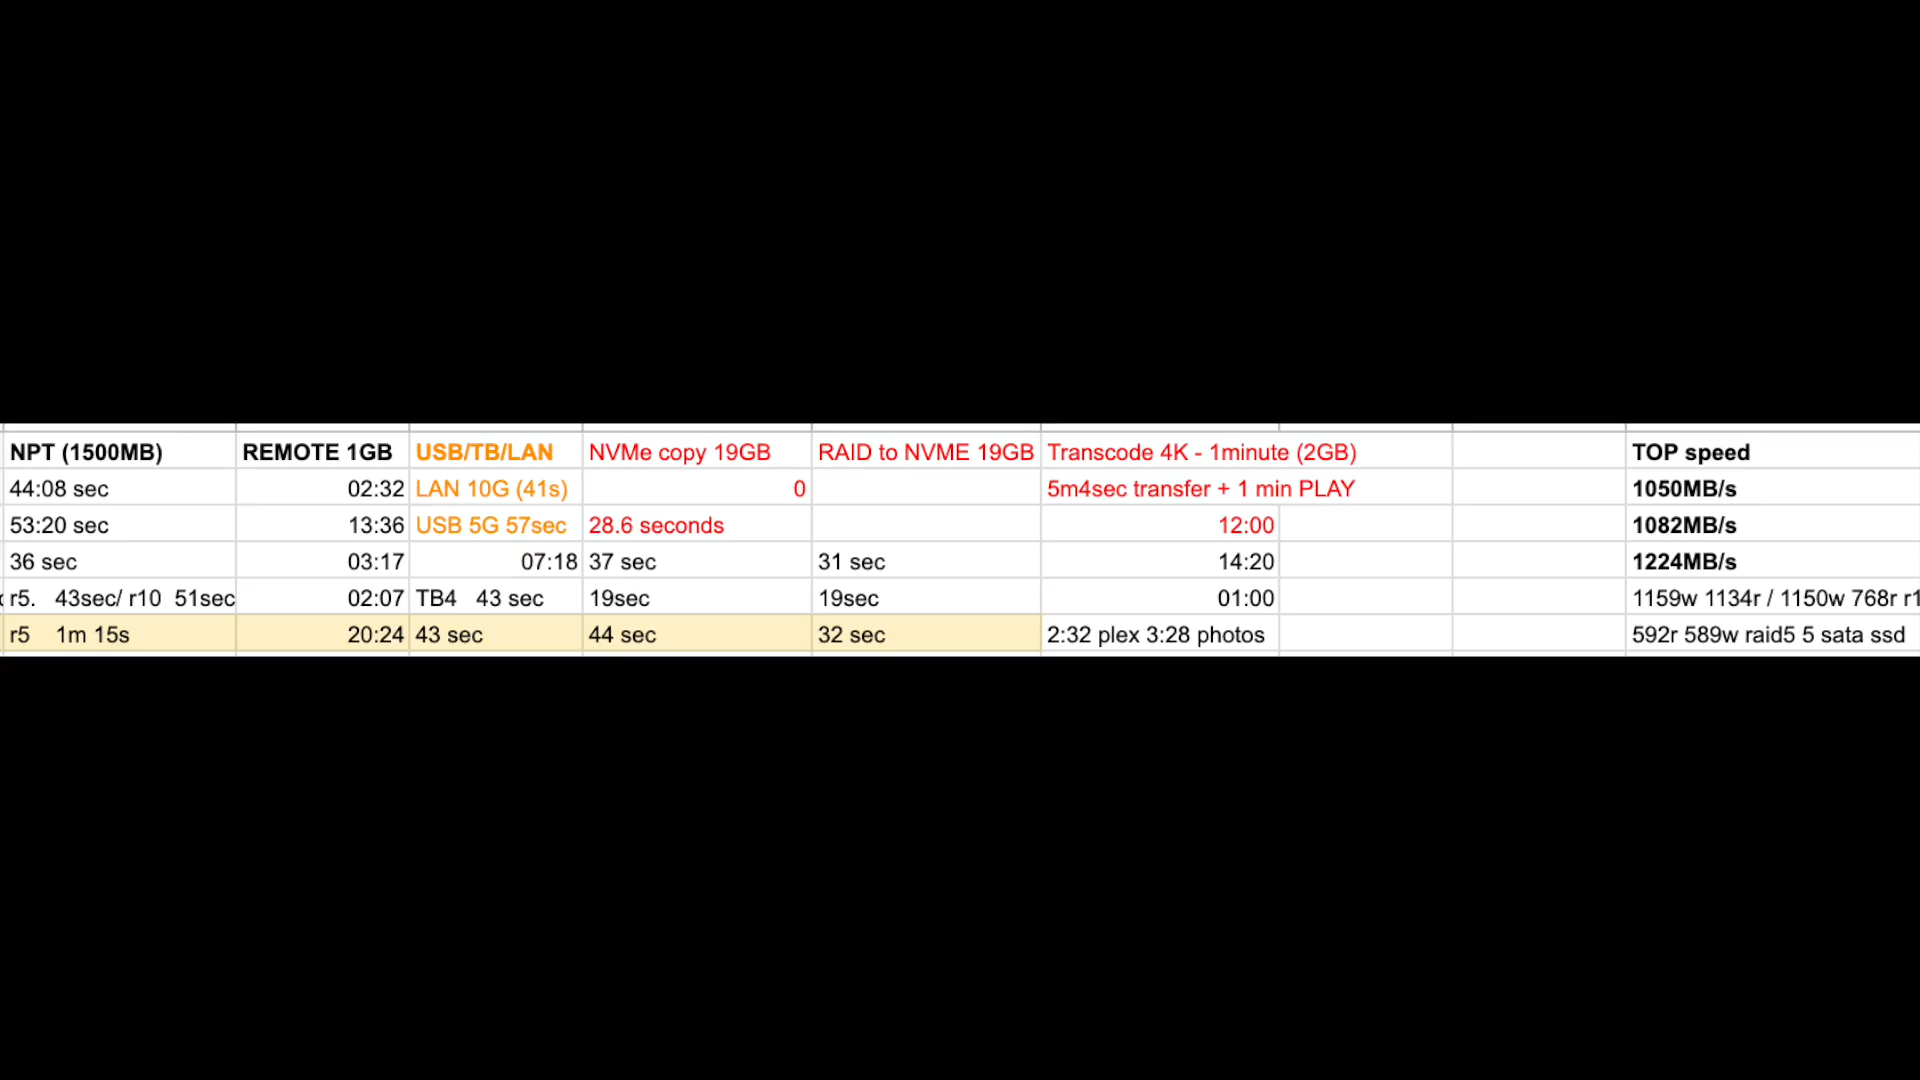 NPT (1500MB) REMOTE 1GB USB/TB/LAN NVMe copy 19GB RAID to NVME 19GB Transcode 4K - 1minute (2GB) TOP speed
44:08 sec 02:32 LAN 10G (41s) 0 5m4sec transfer + 1 min PLAY 1050MB/s
53:20 sec 13:36 USB 5G 57sec 28.6 seconds 12:00 1082MB/s
36 sec 03:17 07:18 37 sec 31 sec 14:20 1224MB/s
r5. 43sec/ r10 51sec 02:07 TB4 43 sec 19sec 19sec 01:00 1159w 1134r / 1150w 768r r1
r5 1m 15s 20:24 43 sec 44 sec 32 sec 2:32 plex 3:28 photos 592r 589w raid5 5 sata ssd